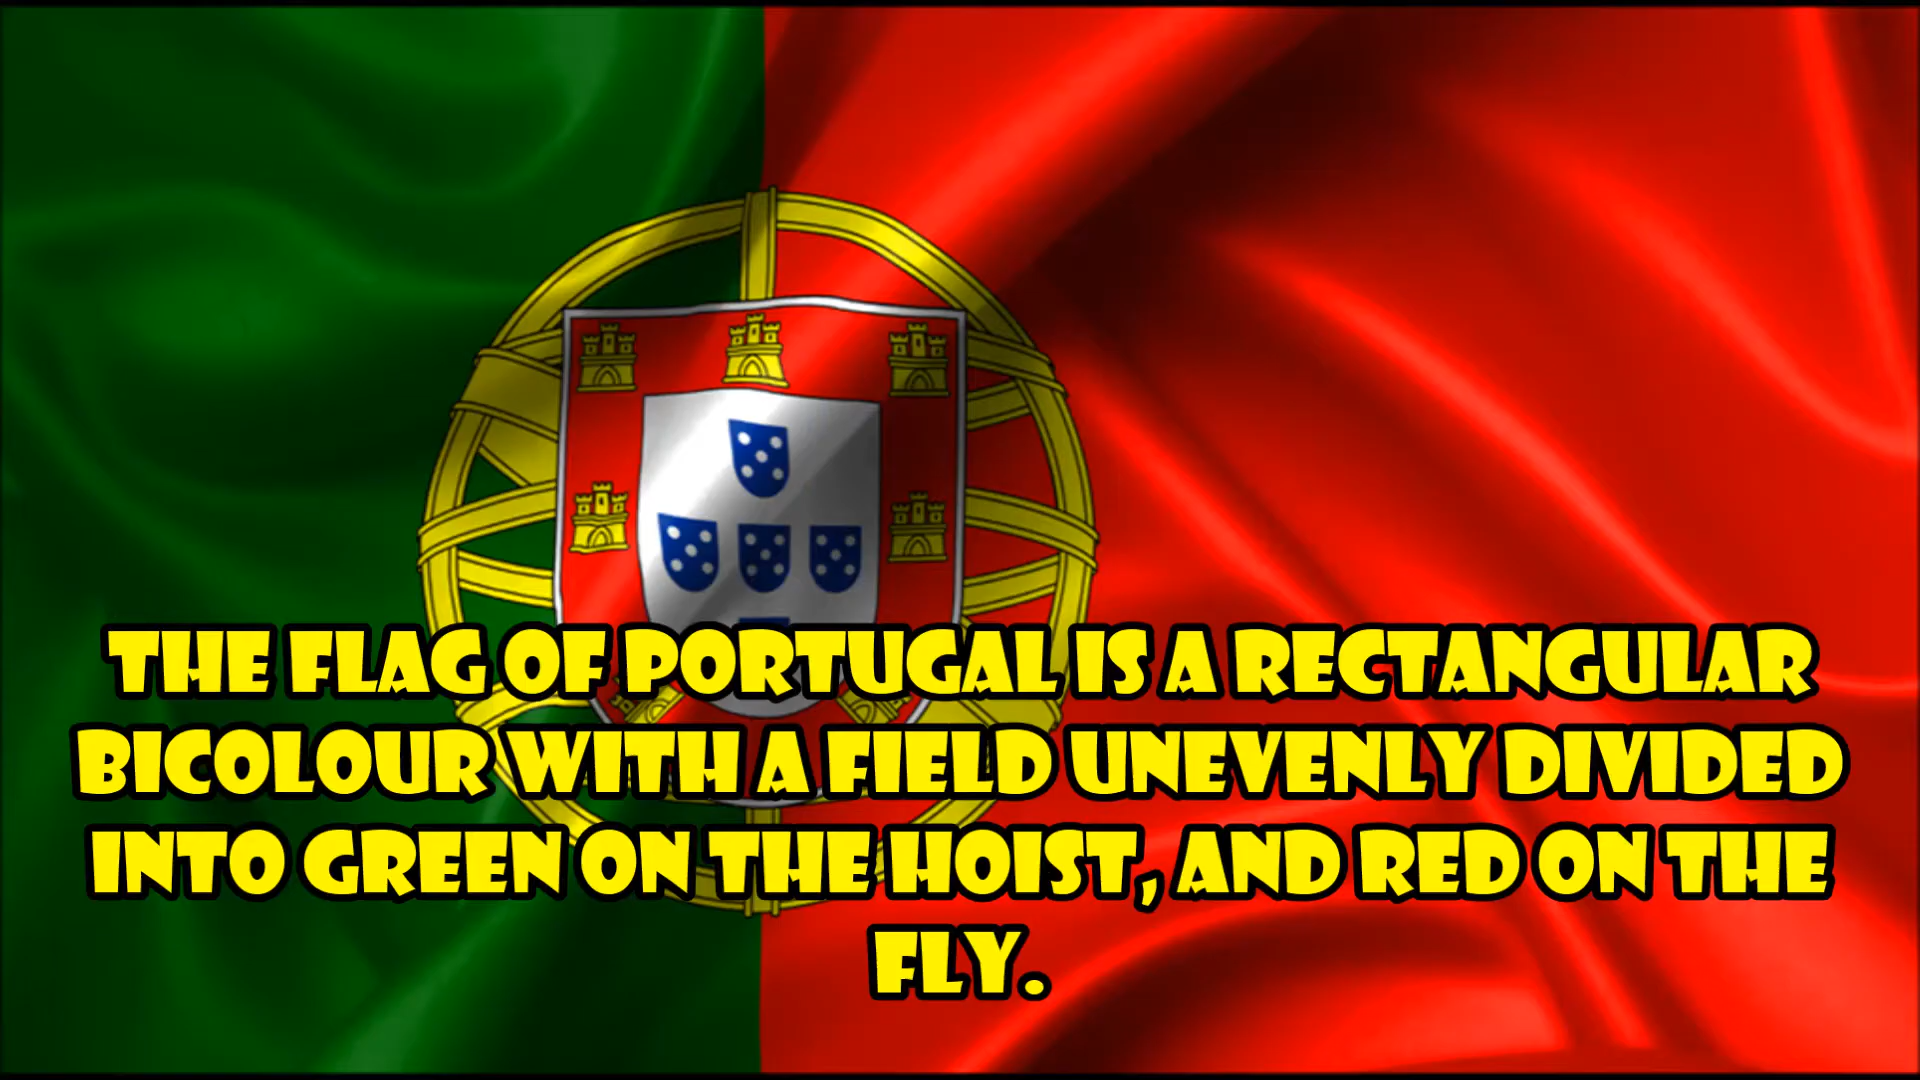 THE FLAG OF PORTUGAL IS A RECTANGULAR
BICOLOUR WITH A FIELD UNEVENLY DIVIDED
INTO GREEN ON THE HOIST, AND RED ON THE
FLY.